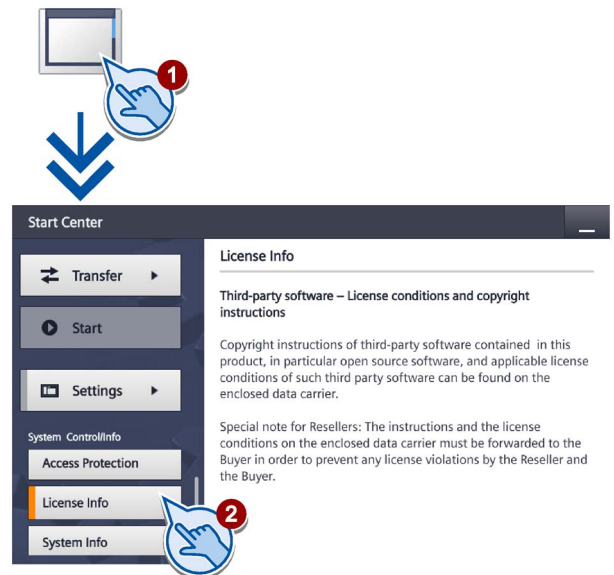 1
Start Center
Transfer
Start
Settings
System Control/Info
Access Protection
License Info
System Info
2
License Info
Third-party software – License conditions and copyright
instructions
Copyright instructions of third-party software contained in this
product, in particular open source software, and applicable license
conditions of such third party software can be found on the
enclosed data carrier.
Special note for Resellers: The instructions and the license
conditions on the enclosed data carrier must be forwarded to the
Buyer in order to prevent any license violations by the Reseller and
the Buyer.